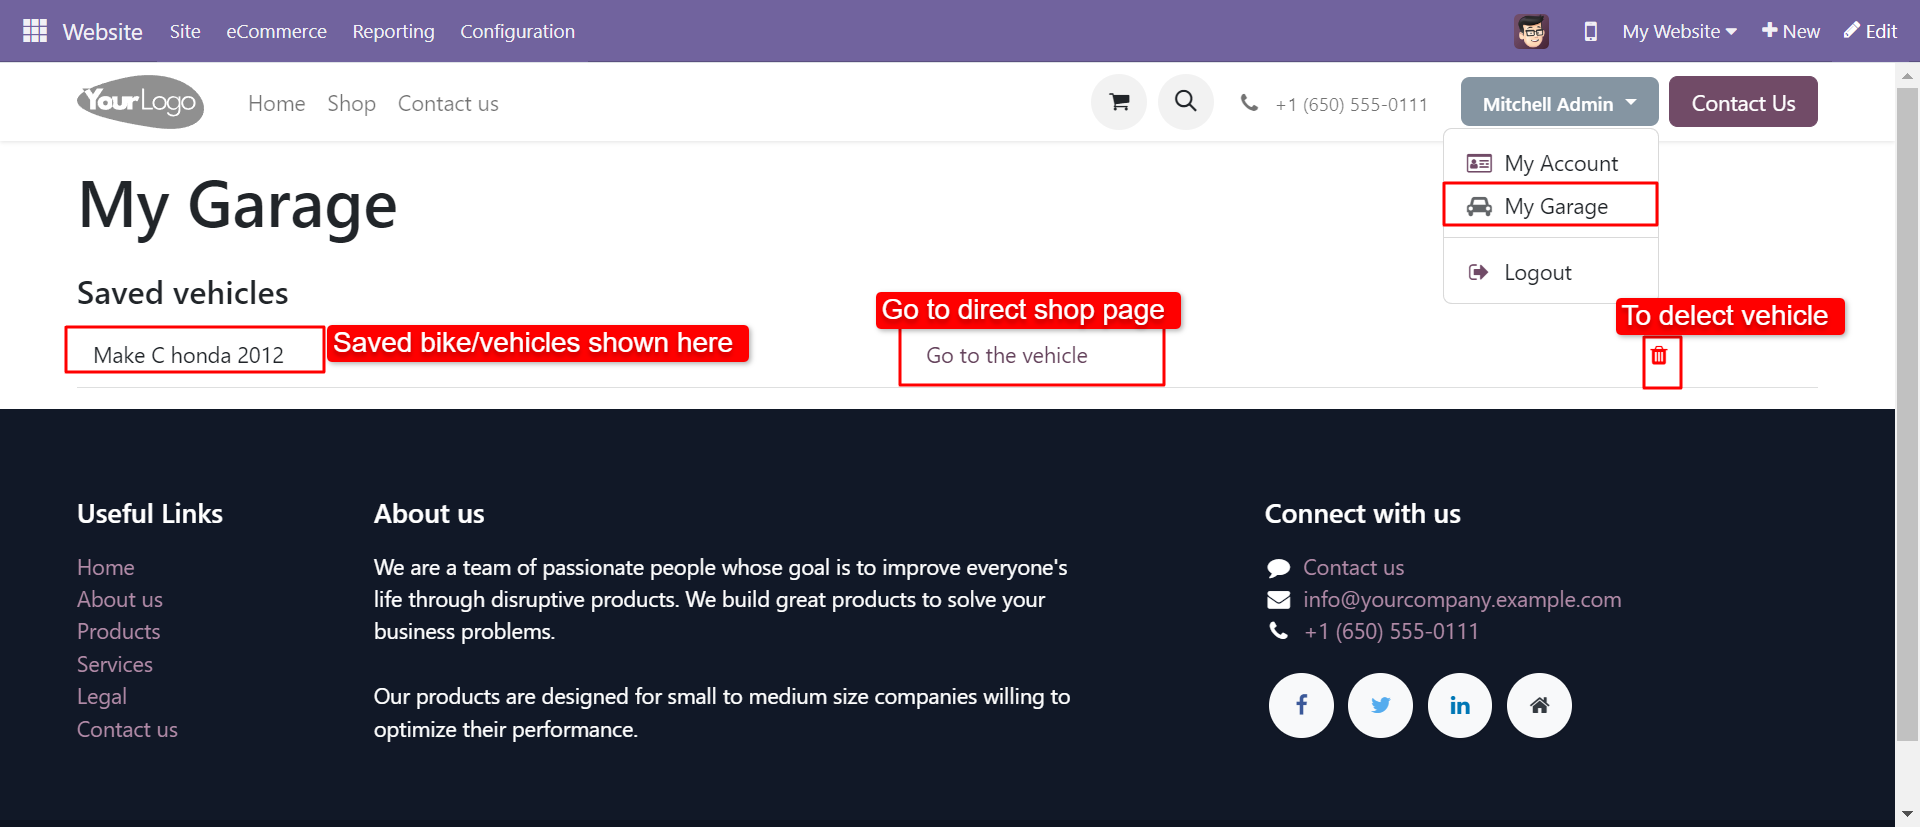 Website Site eCommerce Reporting Configuration My Website New Edit
YourLogo Home Shop Contact us +1 (650) 555-0111 Mitchell Admin Contact Us
My Account
My Garage
Logout
My Garage
Saved vehicles
Go to direct shop page
To delect vehicle
Make C honda 2012 Saved bike/vehicles shown here Go to the vehicle
Useful Links
Home
About us
Products
Services
Legal
Contact us
About us
We are a team of passionate people whose goal is to improve everyone's
life through disruptive products. We build great products to solve your
business problems.
Our products are designed for small to medium size companies willing to
optimize their performance.
Connect with us
Contact us
info@yourcompany.example.com
+1 (650) 555-0111